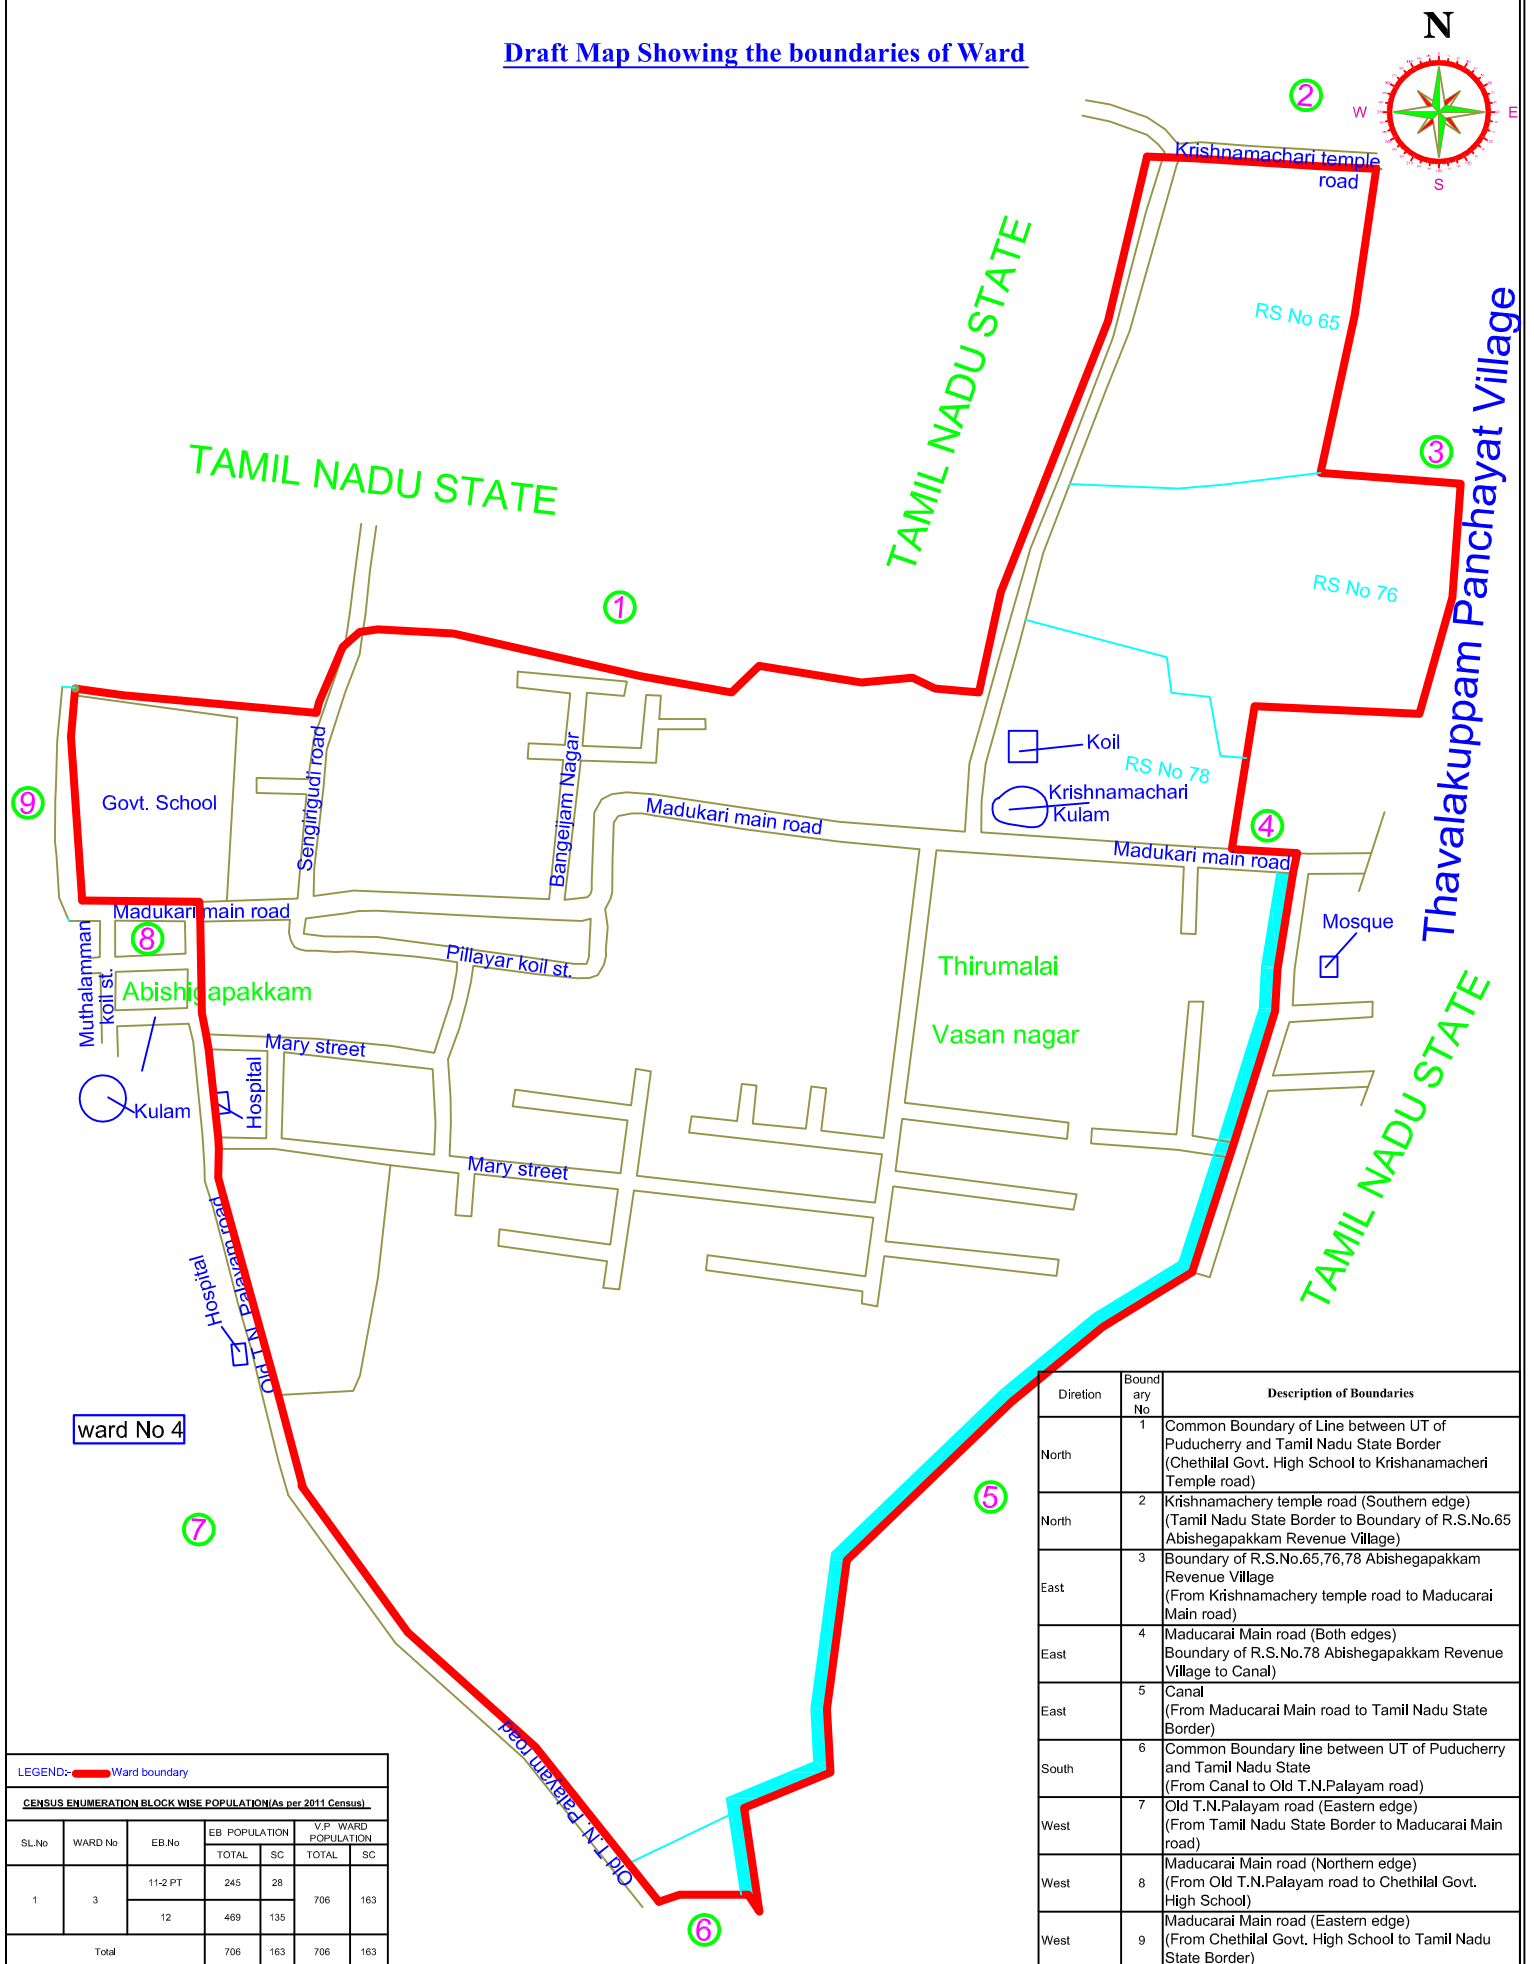 Draft Map Showing the boundaries of Ward
N
W
E
S
2
Krishnamachari temple
road
TAMIL NADU STATE
RS No 65
Thavalakuppam Panchayat Village
3
TAMIL NADU STATE
1
RS No 76
Koil
RS No 78
Krishnamachari
Kulam
9
Govt. School
Sengirigudi road
Bangeijam Nagar
Madukari main road
4
Madukari main road
Madukari main road
8
Muthalamman
koil st.
Pillayar koil st.
Mosque
Abishigapakkam
Thirumalai
Vasan nagar
Mary street
Hospital
Kulam
Mary street
TAMIL NADU STATE
Old T.N. Palayam road
Hospital
ward No 4
7
5
Old T.N. Palayam road
6
LEGEND:- Ward boundary
CENSUS ENUMERATION BLOCK WISE POPULATION(As per 2011 Census)
SL.No WARD No EB.No EB POPULATION V.P WARD POPULATION
TOTAL SC TOTAL SC
1 3 11-2 PT 245 28 706 163
12 469 135
Total 706 163 706 163
Diretion Bound ary No Description of Boundaries
North 1 Common Boundary of Line between UT of
Puducherry and Tamil Nadu State Border
(Chethilal Govt. High School to Krishanamacheri
Temple road)
North 2 Krishnamachery temple road (Southern edge)
(Tamil Nadu State Border to Boundary of R.S.No.65
Abishegapakkam Revenue Village)
East 3 Boundary of R.S.No.65,76,78 Abishegapakkam
Revenue Village
(From Krishnamachery temple road to Maducarai
Main road)
East 4 Maducarai Main road (Both edges)
Boundary of R.S.No.78 Abishegapakkam Revenue
Village to Canal)
East 5 Canal
(From Maducarai Main road to Tamil Nadu State
Border)
South 6 Common Boundary line between UT of Puducherry
and Tamil Nadu State
(From Canal to Old T.N.Palayam road)
West 7 Old T.N.Palayam road (Eastern edge)
(From Tamil Nadu State Border to Maducarai Main
road)
West 8 Maducarai Main road (Northern edge)
(From Old T.N.Palayam road to Chethilal Govt.
High School)
West 9 Maducarai Main road (Eastern edge)
(From Chethilal Govt. High School to Tamil Nadu
State Border)